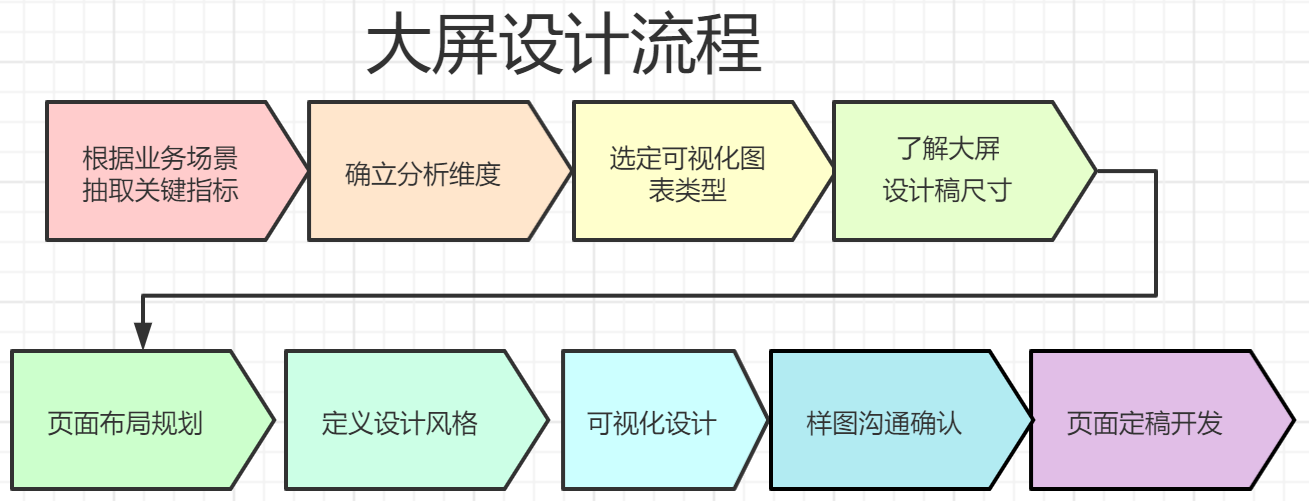 大屏设计流程
根据业务场景
抽取关键指标
确立分析维度
选定可视化图
表类型
了解大屏
设计稿尺寸
页面布局规划
定义设计风格
可视化设计
样图沟通确认
页面定稿开发